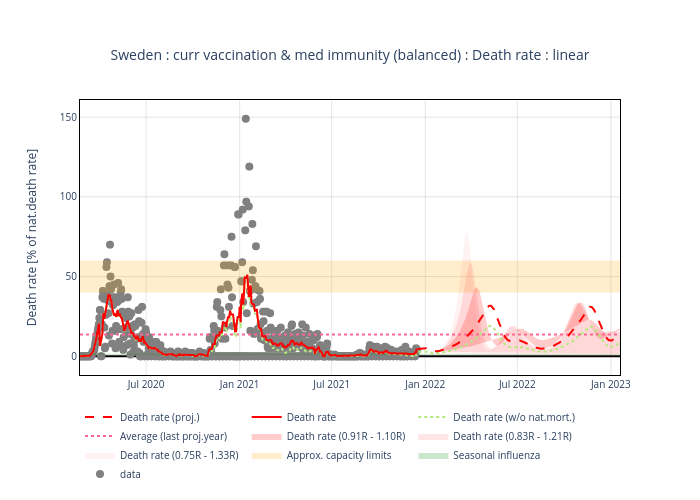 Sweden : curr vaccination & med immunity (balanced) : Death rate : linear
Death rate [% of nat.death rate]
150
100
50
0
Jul 2020 Jan 2021 Jul 2021 Jan 2022 Jul 2022 Jan 2023
Death rate (proj.) Death rate Death rate (w/o nat.mort.)
Average (last proj.year) Death rate (0.91R - 1.10R) Death rate (0.83R - 1.21R)
Death rate (0.75R - 1.33R) Approx. capacity limits Seasonal influenza
data